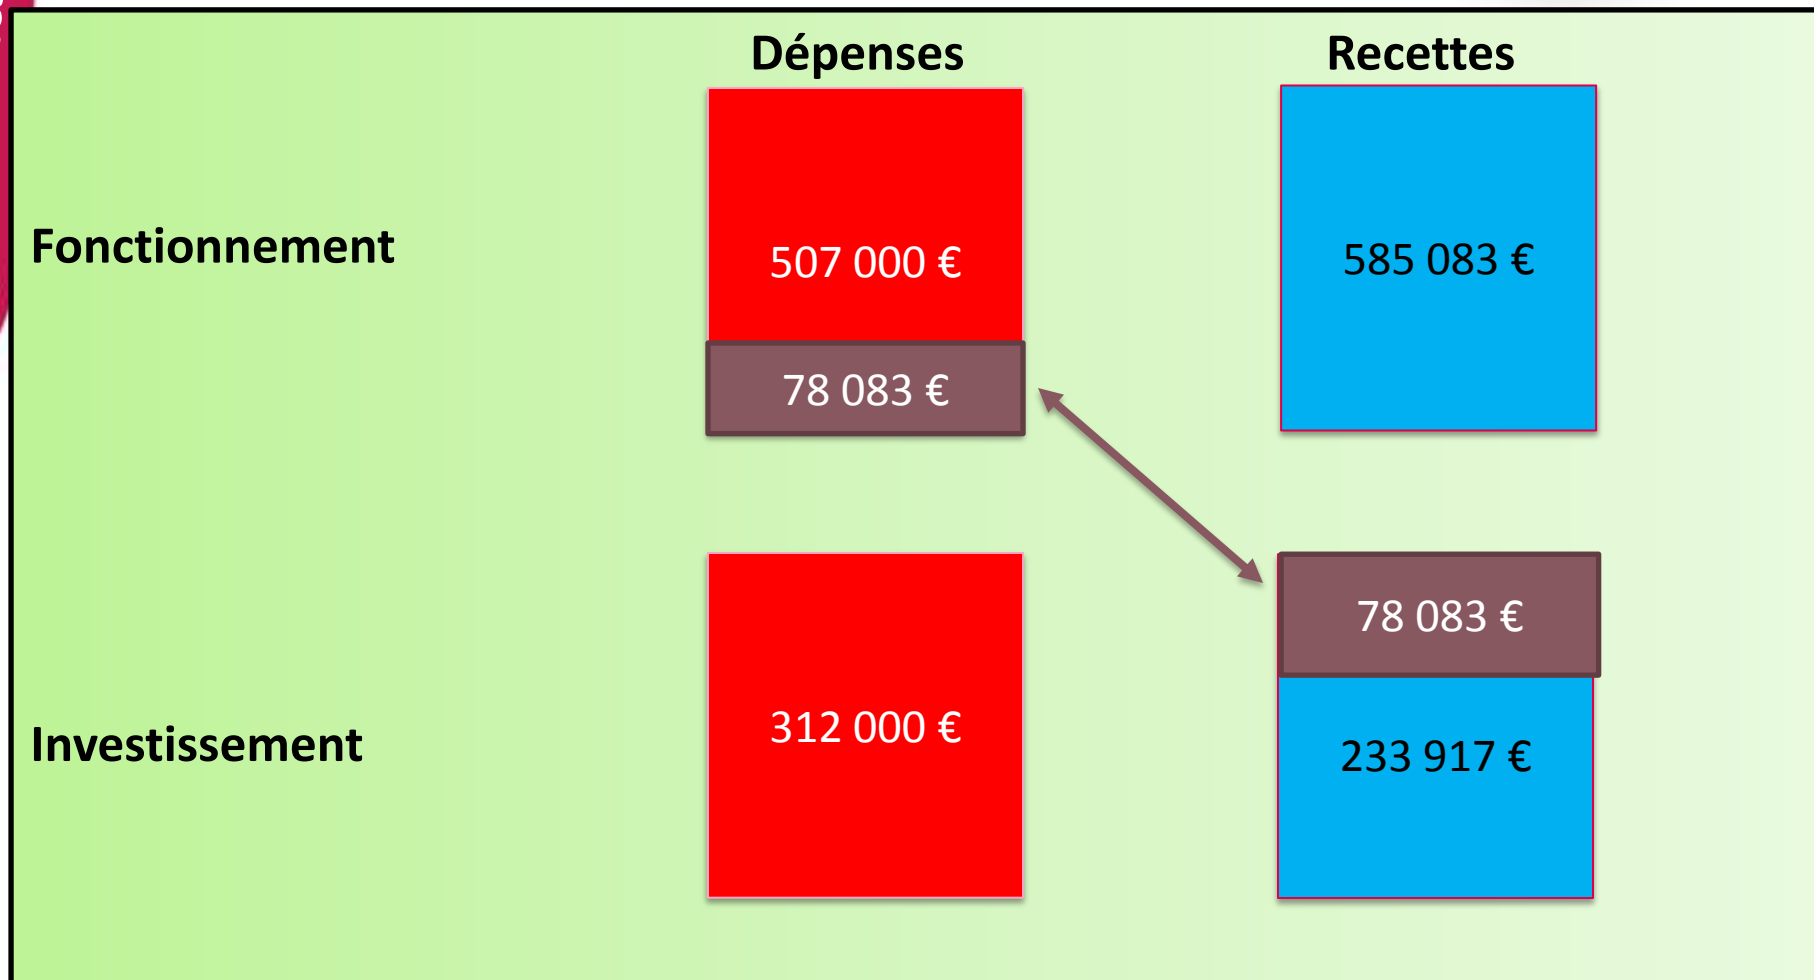 Dépenses
Recettes
Fonctionnement
507 000 €
585 083 €
78 083 €
78 083 €
Investissement
312 000 €
233 917 €